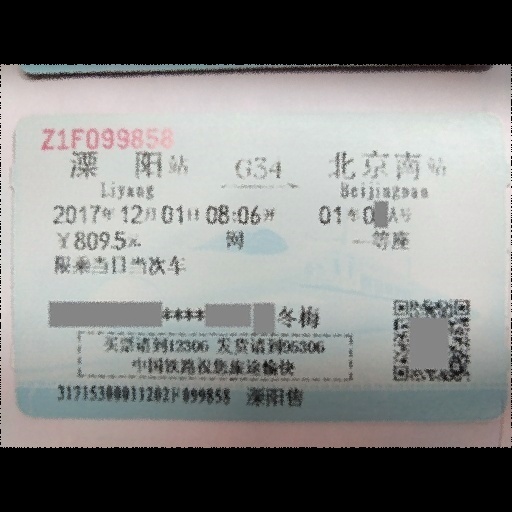 Z1F099858
溧 阳站 G34 北京南站
Liyang Beijingnan
2017年12月01日08:06开 01车0 A号
￥809.5元 网 一等座
限乘当日当次车
**** 冬梅
买票请到12306 发货请到95306
中国铁路祝您旅途愉快
31715300011202F099858 溧阳售